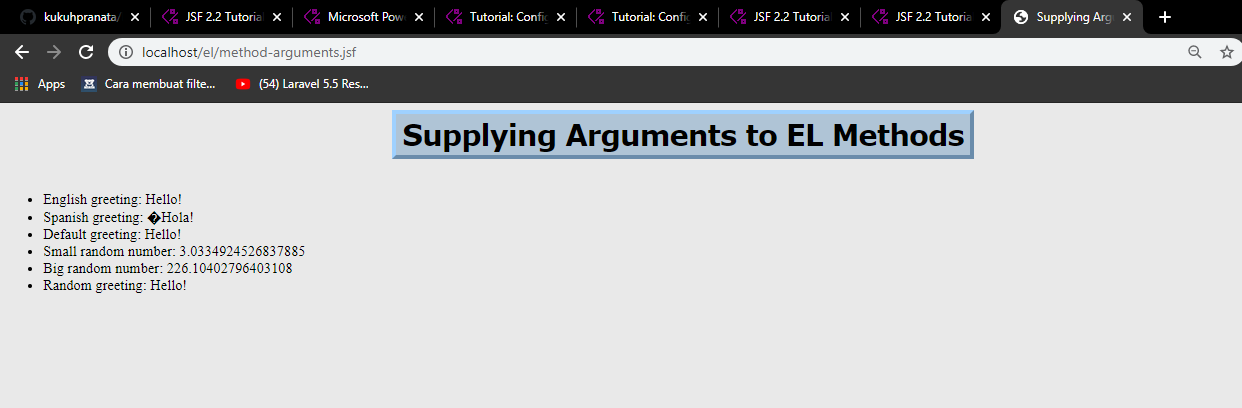 kukuhpranata/
JSF 2.2 Tutorial
Microsoft Pow
Tutorial: Config
Tutorial: Config
JSF 2.2 Tutoria
JSF 2.2 Tutoria
Supplying Arg
localhost/el/method-arguments.jsf
Apps
Cara membuat filte...
(54) Laravel 5.5 Res...
Supplying Arguments to EL Methods
• English greeting: Hello!
• Spanish greeting: �Hola!
• Default greeting: Hello!
• Small random number: 3.0334924526837885
• Big random number: 226.10402796403108
• Random greeting: Hello!